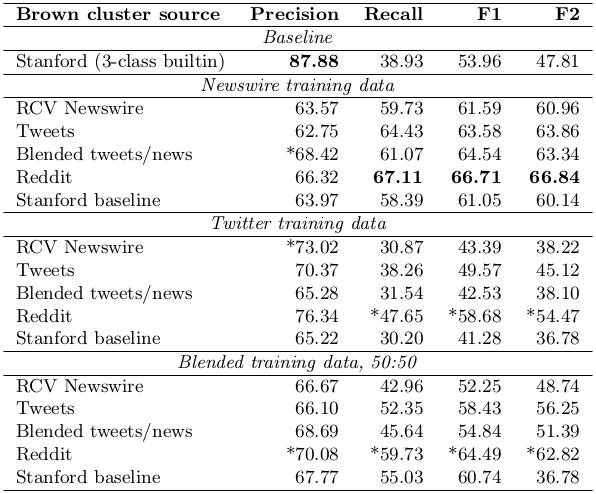 Brown cluster source Precision Recall F1 F2
Baseline
Stanford (3-class builtin) 87.88 38.93 53.96 47.81
Newswire training data
RCV Newswire 63.57 59.73 61.59 60.96
Tweets 62.75 64.43 63.58 63.86
Blended tweets/news *68.42 61.07 64.54 63.34
Reddit 66.32 67.11 66.71 66.84
Stanford baseline 63.97 58.39 61.05 60.14
Twitter training data
RCV Newswire *73.02 30.87 43.39 38.22
Tweets 70.37 38.26 49.57 45.12
Blended tweets/news 65.28 31.54 42.53 38.10
Reddit 76.34 *47.65 *58.68 *54.47
Stanford baseline 65.22 30.20 41.28 36.78
Blended training data, 50:50
RCV Newswire 66.67 42.96 52.25 48.74
Tweets 66.10 52.35 58.43 56.25
Blended tweets/news 68.69 45.64 54.84 51.39
Reddit *70.08 *59.73 *64.49 *62.82
Stanford baseline 67.77 55.03 60.74 36.78